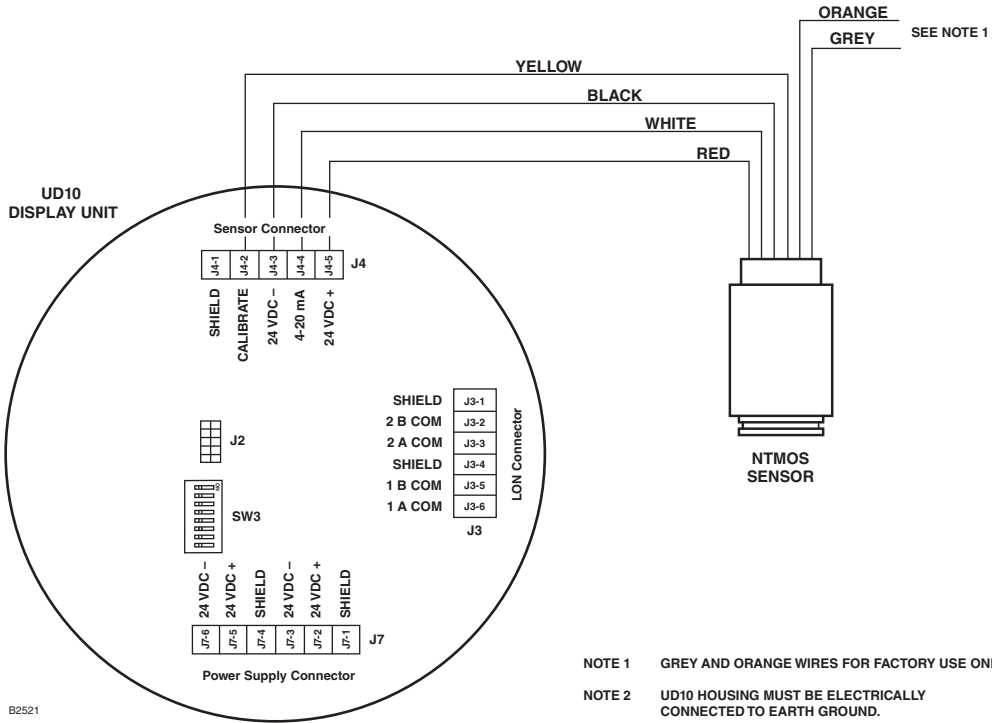 ORANGE
GREY
SEE NOTE 1
YELLOW
BLACK
WHITE
RED
UD10
DISPLAY UNIT
Sensor Connector
J4-1
J4-2
J4-3
J4-4
J4-5
J4
SHIELD
CALIBRATE
24 VDC –
4-20 mA
24 VDC +
SHIELD
J3-1
2 B COM
J3-2
2 A COM
J3-3
SHIELD
J3-4
1 B COM
J3-5
1 A COM
J3-6
LON Connector
J3
NTMOS
SENSOR
J2
ON
SW3
24 VDC –
24 VDC +
SHIELD
24 VDC –
24 VDC +
SHIELD
J7-6
J7-5
J7-4
J7-3
J7-2
J7-1
J7
Power Supply Connector
NOTE 1 GREY AND ORANGE WIRES FOR FACTORY USE
NOTE 2 UD10 HOUSING MUST BE ELECTRICALLY
CONNECTED TO EARTH GROUND.
B2521